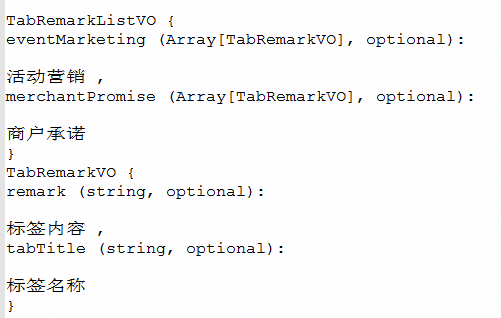 TabRemarkListVO {
eventMarketing (Array[TabRemarkVO], optional):
活动营销 ,
merchantPromise (Array[TabRemarkVO], optional):
商户承诺
}
TabRemarkVO {
remark (string, optional):
标签内容 ,
tabTitle (string, optional):
标签名称
}